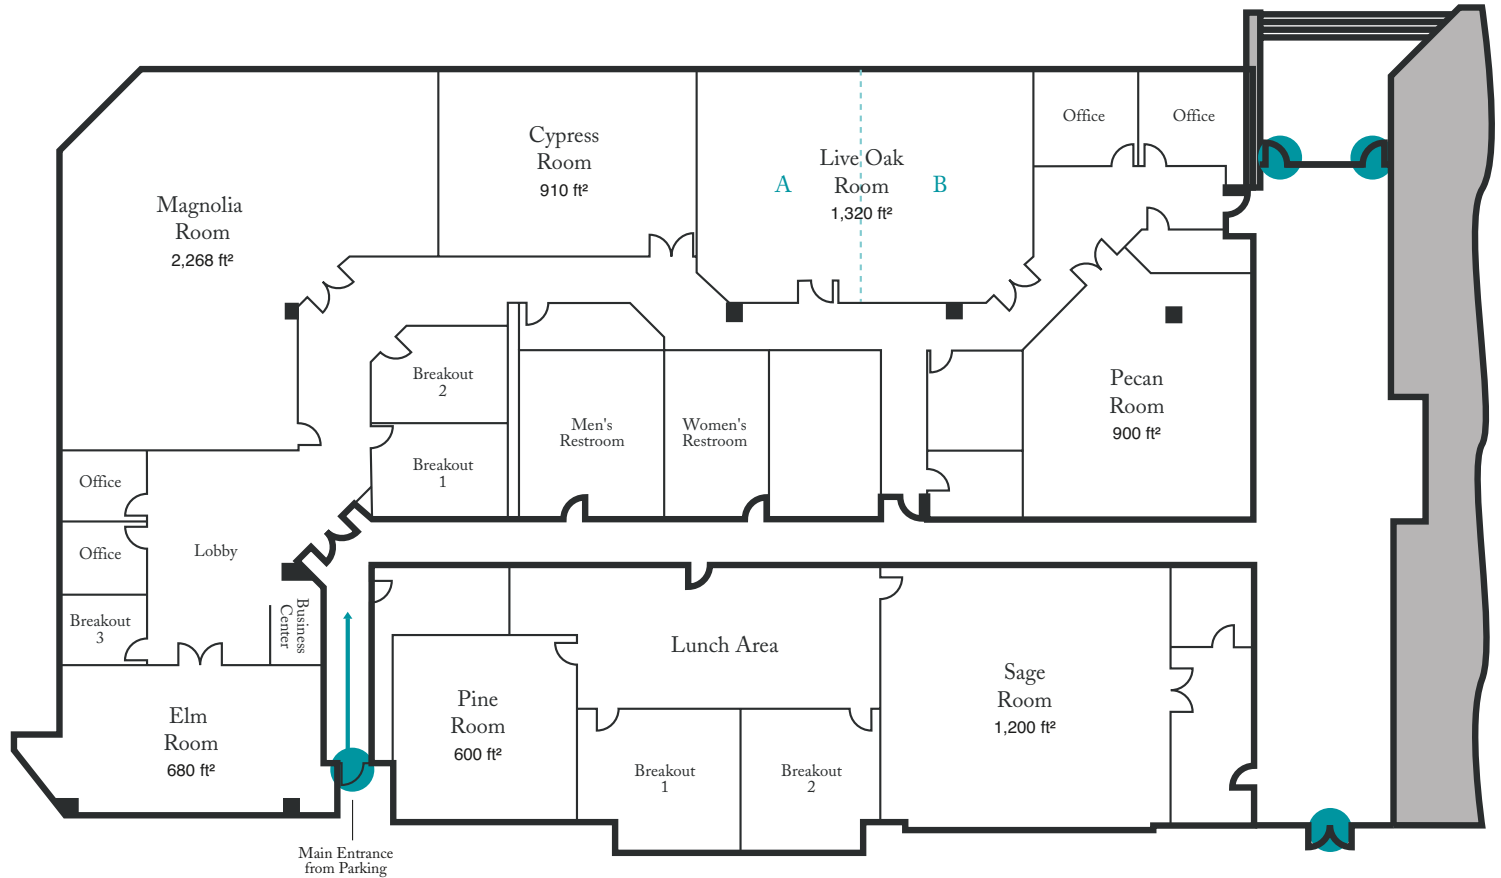 Magnolia
Room
2,268 ft²
Cypress
Room
910 ft²
A
Live Oak
Room
1,320 ft²
B
Office
Office
Breakout
2
Breakout
1
Men's
Restroom
Women's
Restroom
Pecan
Room
900 ft²
Office
Office
Breakout
3
Lobby
Business
Center
Elm
Room
680 ft²
Main Entrance
from Parking
Pine
Room
600 ft²
Lunch Area
Breakout
1
Breakout
2
Sage
Room
1,200 ft²